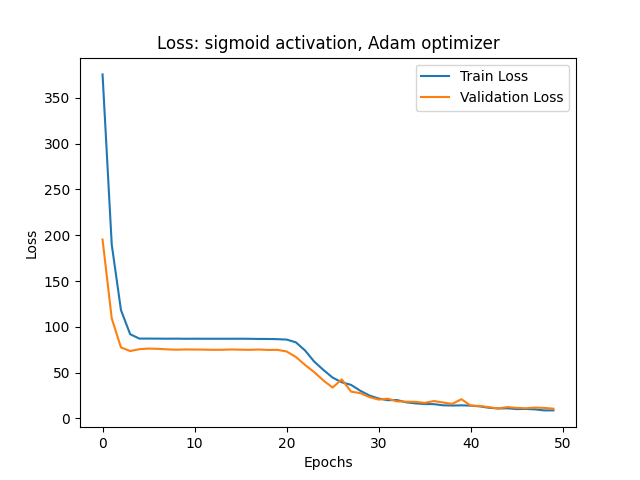 Loss: sigmoid activation, Adam optimizer
Train Loss
Validation Loss
350
300
250
200
150
100
50
0
Loss
0 10 20 30 40 50
Epochs